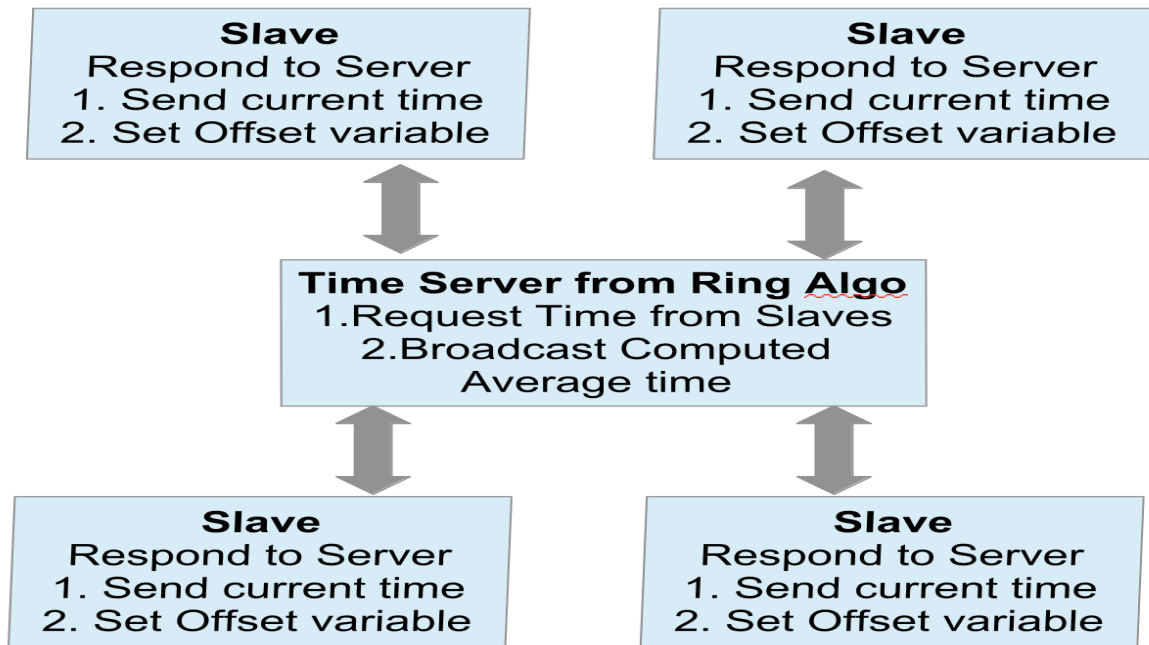 Slave
Respond to Server
1. Send current time
2. Set Offset variable
Slave
Respond to Server
1. Send current time
2. Set Offset variable
Time Server from Ring Algo
1.Request Time from Slaves
2.Broadcast Computed
Average time
Slave
Respond to Server
1. Send current time
2. Set Offset variable
Slave
Respond to Server
1. Send current time
2. Set Offset variable